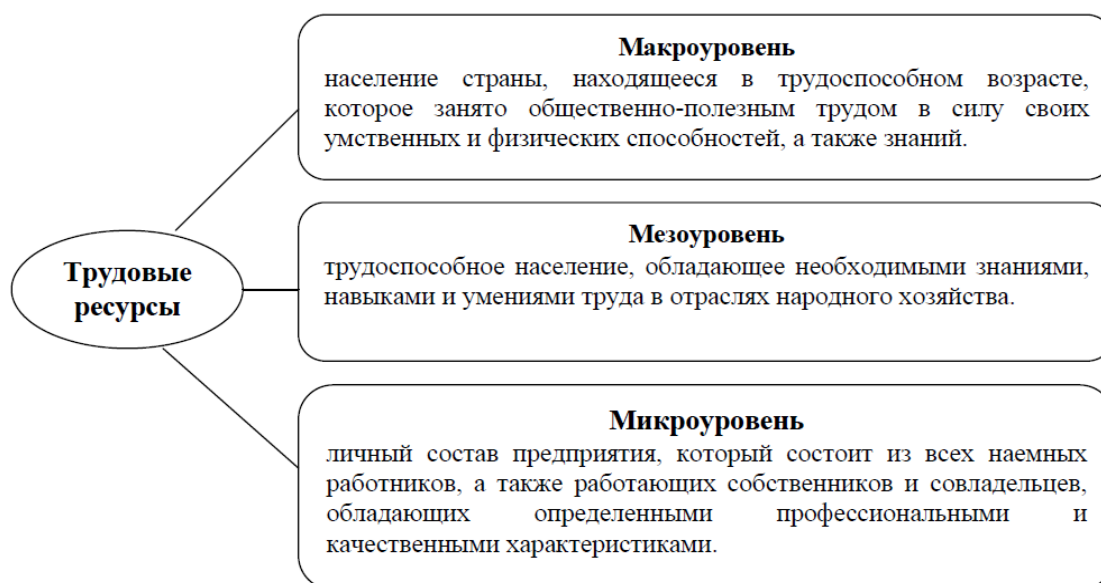 Макроуровень
население страны, находящееся в трудоспособном возрасте,
которое занято общественно-полезным трудом в силу своих
умственных и физических способностей, а также знаний.
Трудовые
ресурсы
Мезоуровень
трудоспособное население, обладающее необходимыми знаниями,
навыками и умениями труда в отраслях народного хозяйства.
Микроуровень
личный состав предприятия, который состоит из всех наемных
работников, а также работающих собственников и совладельцев,
обладающих определенными профессиональными и
качественными характеристиками.